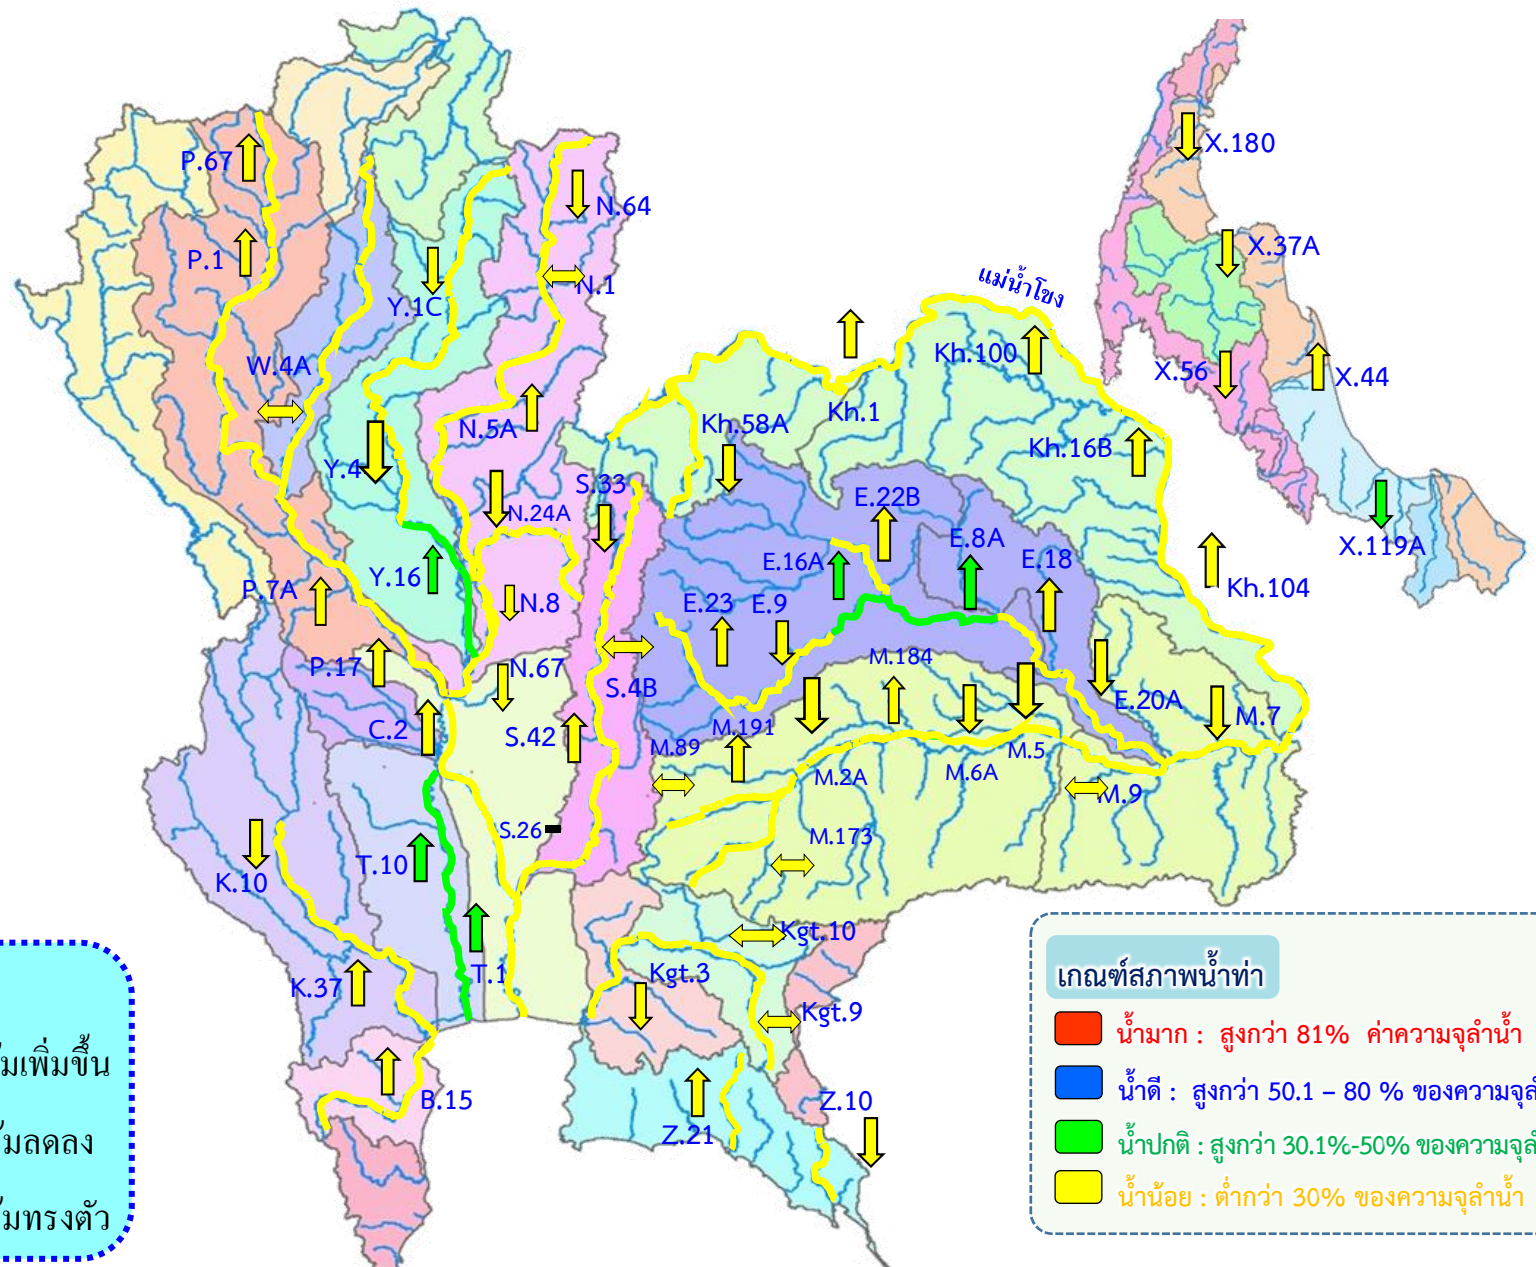 P.67
X.180
N.64
P.1
X.37A
N.1
แม่น้ำโขง
Y.1C
Kh.100
W.4A
X.56
X.44
Kh.1
N.5A
Kh.58A
Kh.16B
Y.4
S.33
E.22B
N.24A
E.8A
X.119A
E.16A
E.18
Y.16
P.7A
Kh.104
N.8
E.23
E.9
P.17
N.67
M.184
S.4B
E.20A
C.2
S.42
M.191
M.7
M.89
M.5
M.2A
M.6A
M.9
S.26
M.173
T.10
K.10
Kgt.10
T.1
Kgt.3
K.37
Kgt.9
B.15
Z.10
Z.21
มเพิ่มขึ้น
มลดลง
มทรงตัว
เกณฑ์สภาพน้ำท่า
น้ำมาก : สูงกว่า 81% ค่าความจุลำน้ำ
น้ำดี : สูงกว่า 50.1 – 80 % ของความจุลำ
น้ำปกติ : สูงกว่า 30.1%-50% ของความจุลำ
น้ำน้อย : ต่ำกว่า 30% ของความจุลำน้ำ